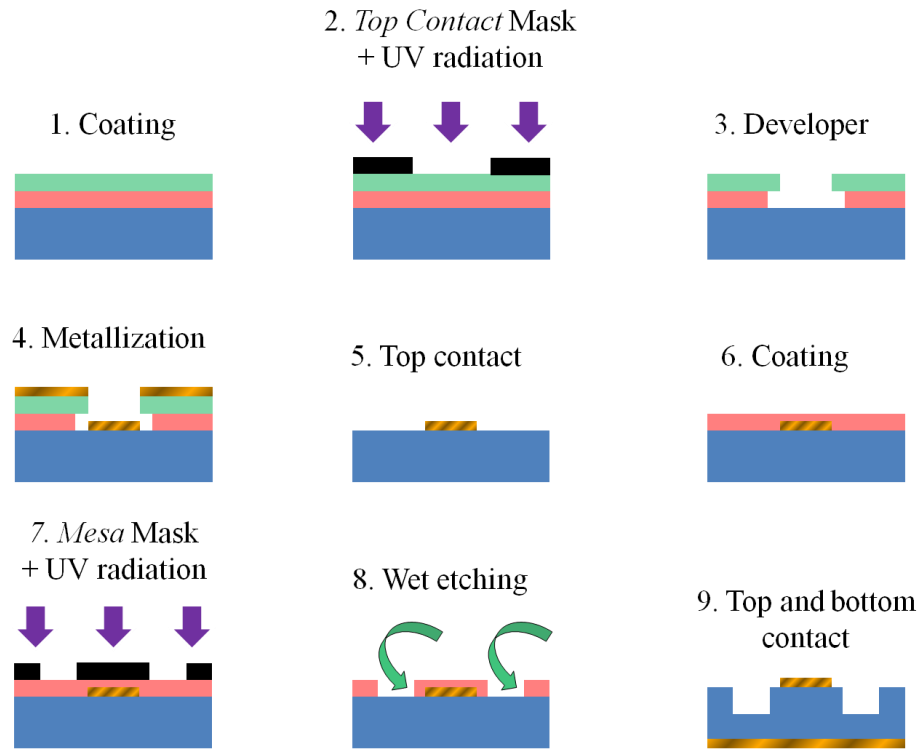 2. Top Contact Mask
+ UV radiation
1. Coating
3. Developer
4. Metallization
5. Top contact
6. Coating
7. Mesa Mask
+ UV radiation
8. Wet etching
9. Top and bottom
contact